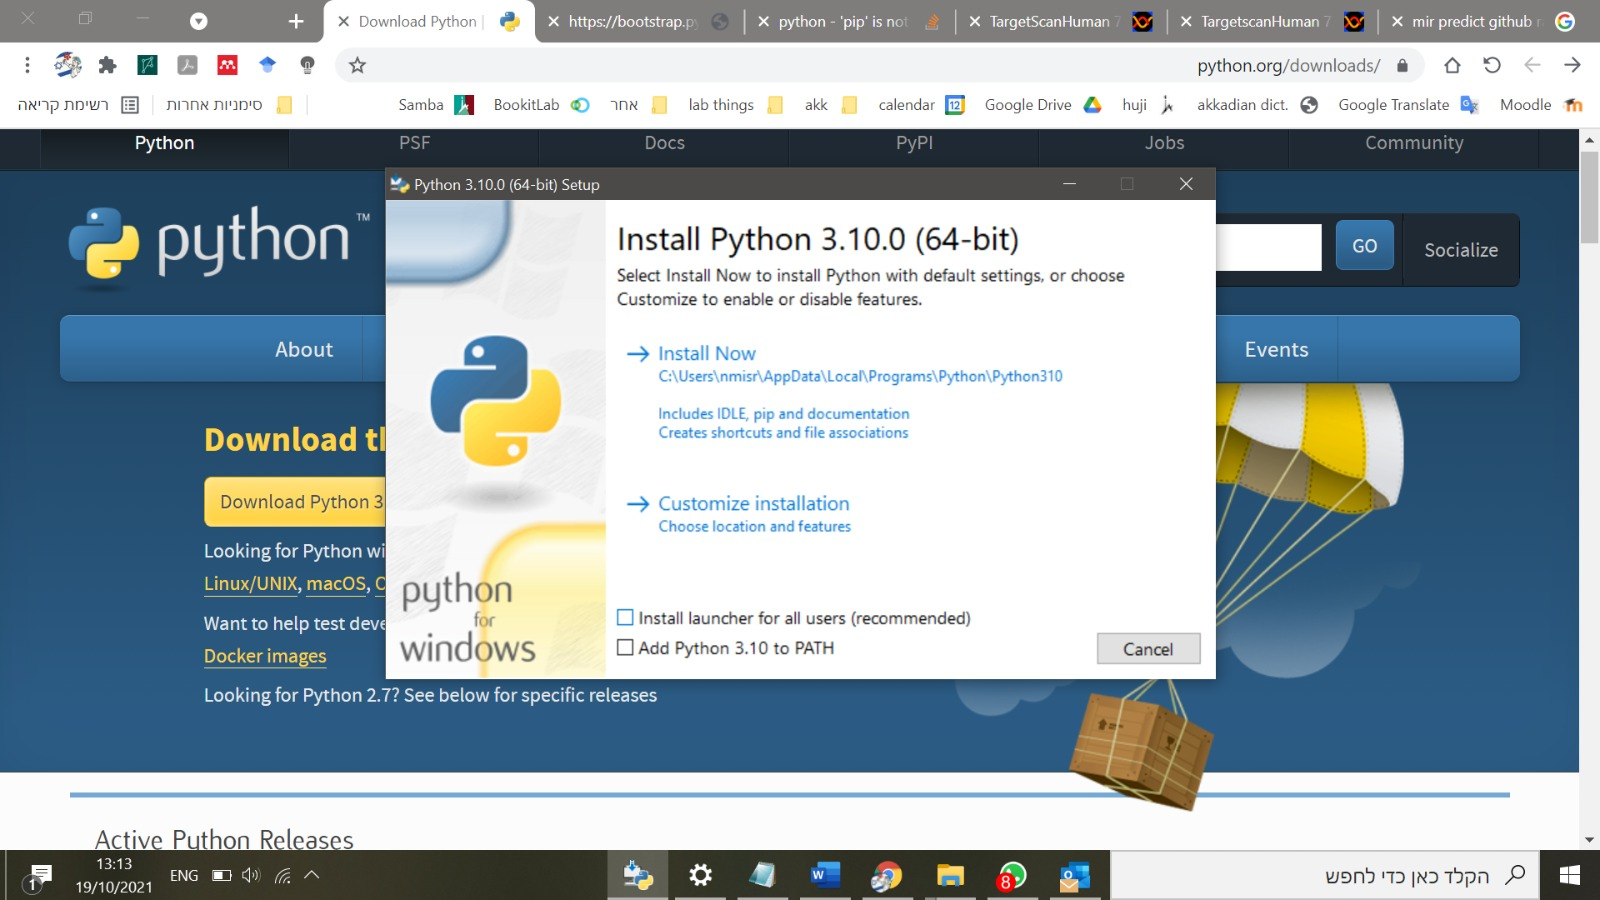 Download Python |
https://bootstrap.py
python - 'pip' is not
TargetScanHuman 7
TargetscanHuman 7
mir predict github r
python.org/downloads/
רשימת קריאה
סימניות אחרות
Samba
BookitLab
אחר
lab things
akk
calendar
12
Google Drive
huji
akkadian dict.
Google Translate
Moodle
Python
PSF
Docs
PyPI
Jobs
Community
python™
GO
Socialize
About
Events
Download th
Download Python 3
Looking for Python wi
Linux/UNIX, macOS, O
Want to help test deve
Docker images
Looking for Python 2.7? See below for specific releases
Python 3.10.0 (64-bit) Setup
Install Python 3.10.0 (64-bit)
Select Install Now to install Python with default settings, or choose
Customize to enable or disable features.
Install Now
C:\Users\nmisr\AppData\Local\Programs\Python\Python310
Includes IDLE, pip and documentation
Creates shortcuts and file associations
Customize installation
Choose location and features
Install launcher for all users (recommended)
Add Python 3.10 to PATH
Cancel
python
for
windows
Active Python Releases
1
13:13
19/10/2021
ENG
8
הקלד כאן כדי לחפש